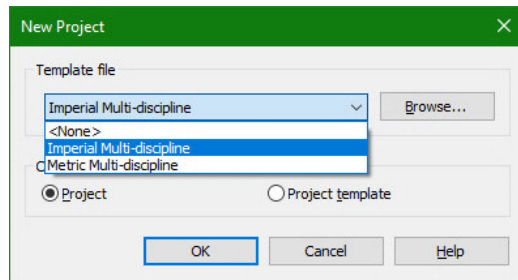 New Project
Template file
Imperial Multi-discipline
Browse...
<None>
Imperial Multi-discipline
Metric Multi-discipline
Project
Project template
OK
Cancel
Help